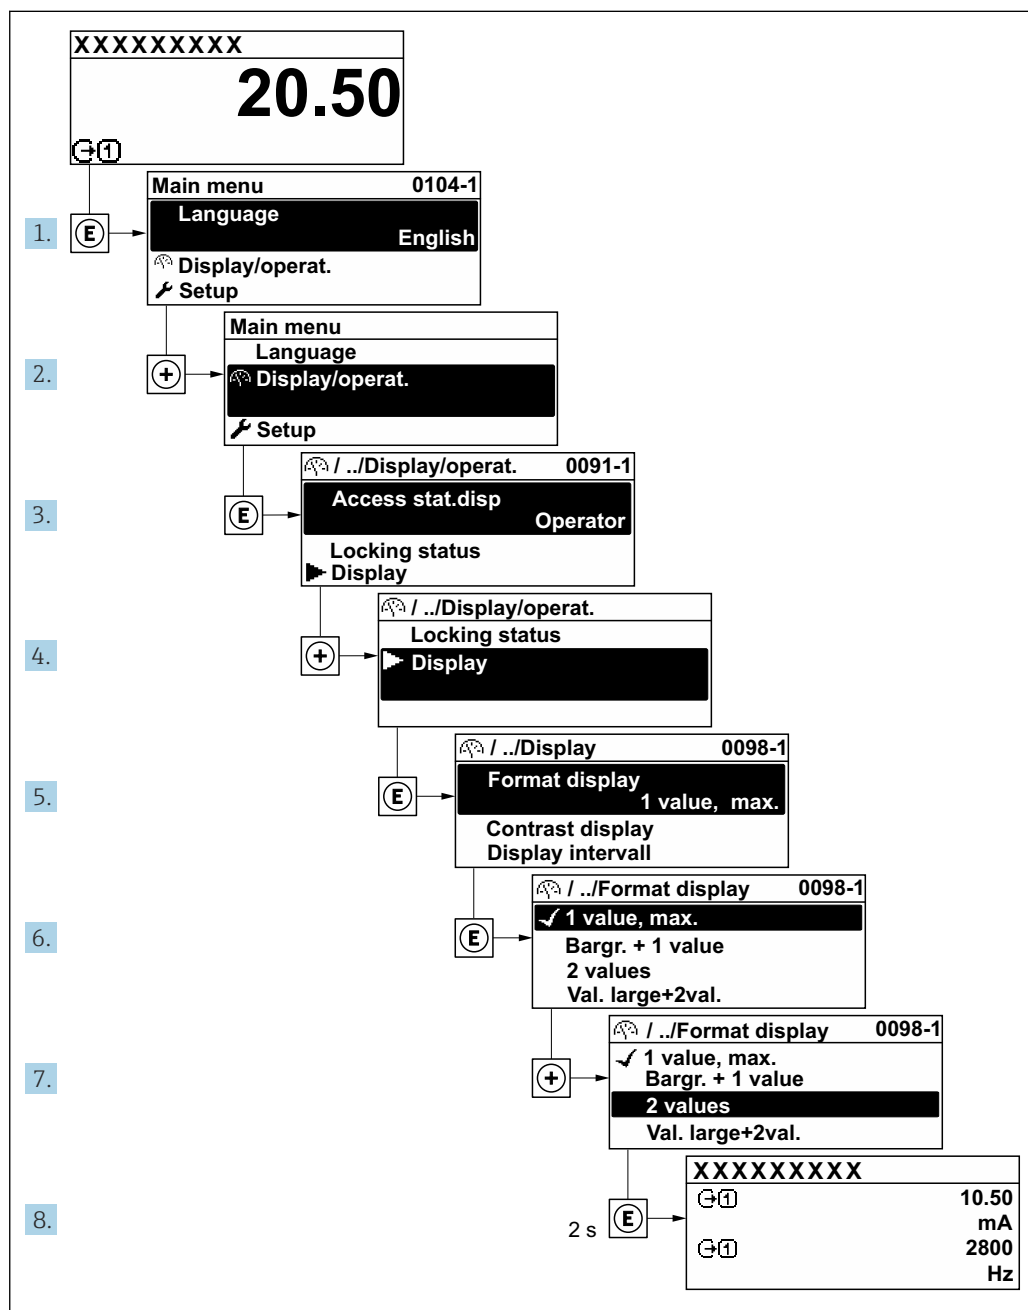 XXXXXXXXX
20.50
1
1.
E
Main menu 0104-1
Language
English
Display/operat.
Setup
2.
+
Main menu
Language
Display/operat.
Setup
3.
E
/ ../Display/operat. 0091-1
Access stat.disp
Operator
Locking status
Display
4.
+
/ ../Display/operat.
Locking status
Display
5.
E
/ ../Display 0098-1
Format display
1 value, max.
Contrast display
Display intervall
6.
E
/ ../Format display 0098-1
1 value, max.
Bargr. + 1 value
2 values
Val. large+2val.
7.
+
/ ../Format display 0098-1
1 value, max.
Bargr. + 1 value
2 values
Val. large+2val.
8.
2 s
E
XXXXXXXXX
1 10.50
mA
1 2800
Hz